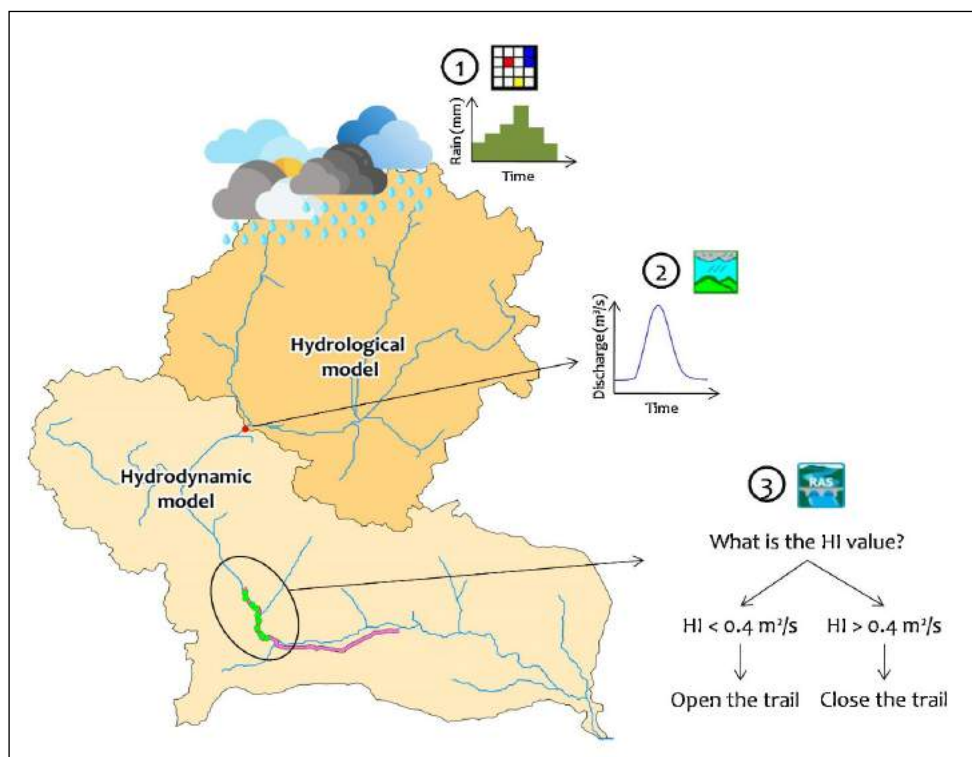 1
Rain (mm)
Time
2
Discharge (m³/s)
Time
Hydrological
model
Hydrodynamic
model
3
RAS
What is the HI value?
HI < 0.4 m²/s
HI > 0.4 m²/s
Open the trail
Close the trail